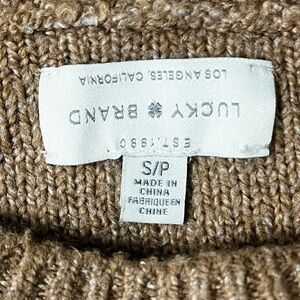 LUCKY BRAND
LOS ANGELES, CALIFORNIA
EST.1990
S/P
MADE IN
CHINA
FABRIQUE EN
CHINE